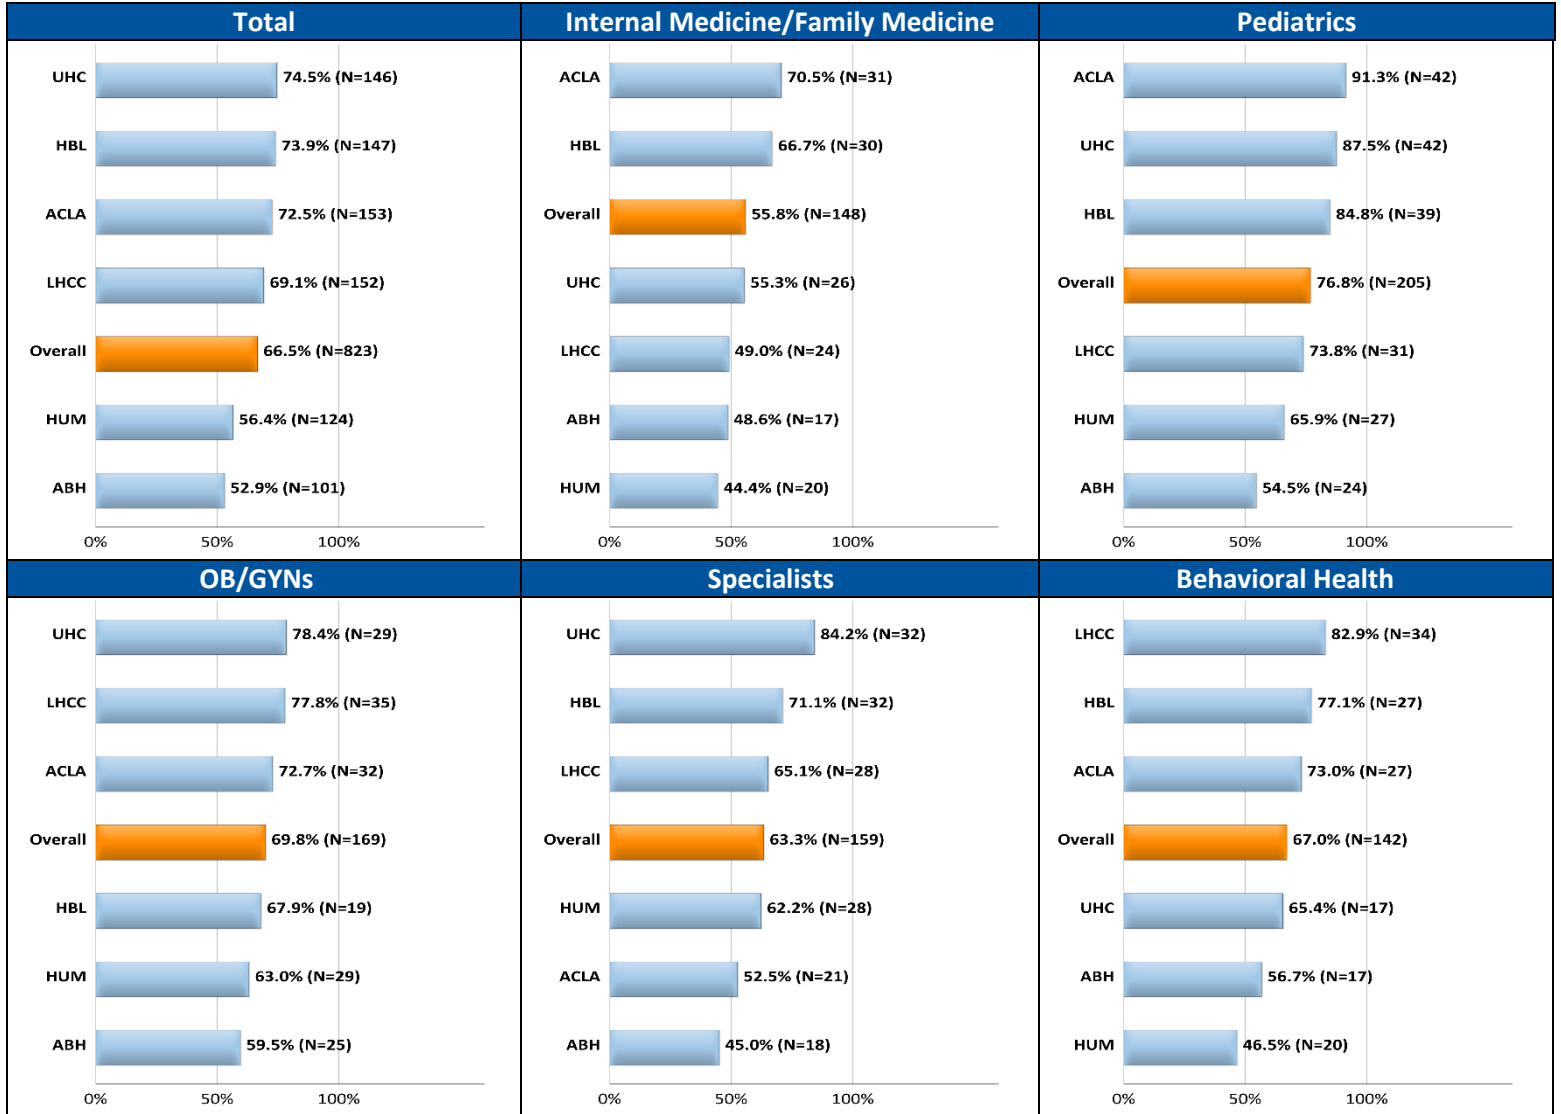 Total
UHC 74.5% (N=146)
HBL 73.9% (N=147)
ACLA 72.5% (N=153)
LHCC 69.1% (N=152)
Overall 66.5% (N=823)
HUM 56.4% (N=124)
ABH 52.9% (N=101)
0% 50% 100%
Internal Medicine/Family Medicine
ACLA 70.5% (N=31)
HBL 66.7% (N=30)
Overall 55.8% (N=148)
UHC 55.3% (N=26)
LHCC 49.0% (N=24)
ABH 48.6% (N=17)
HUM 44.4% (N=20)
0% 50% 100%
Pediatrics
ACLA 91.3% (N=42)
UHC 87.5% (N=42)
HBL 84.8% (N=39)
Overall 76.8% (N=205)
LHCC 73.8% (N=31)
HUM 65.9% (N=27)
ABH 54.5% (N=24)
0% 50% 100%
OB/GYNs
UHC 78.4% (N=29)
LHCC 77.8% (N=35)
ACLA 72.7% (N=32)
Overall 69.8% (N=169)
HBL 67.9% (N=19)
HUM 63.0% (N=29)
ABH 59.5% (N=25)
0% 50% 100%
Specialists
UHC 84.2% (N=32)
HBL 71.1% (N=32)
LHCC 65.1% (N=28)
Overall 63.3% (N=159)
HUM 62.2% (N=28)
ACLA 52.5% (N=21)
ABH 45.0% (N=18)
0% 50% 100%
Behavioral Health
LHCC 82.9% (N=34)
HBL 77.1% (N=27)
ACLA 73.0% (N=27)
Overall 67.0% (N=142)
UHC 65.4% (N=17)
ABH 56.7% (N=17)
HUM 46.5% (N=20)
0% 50% 100%